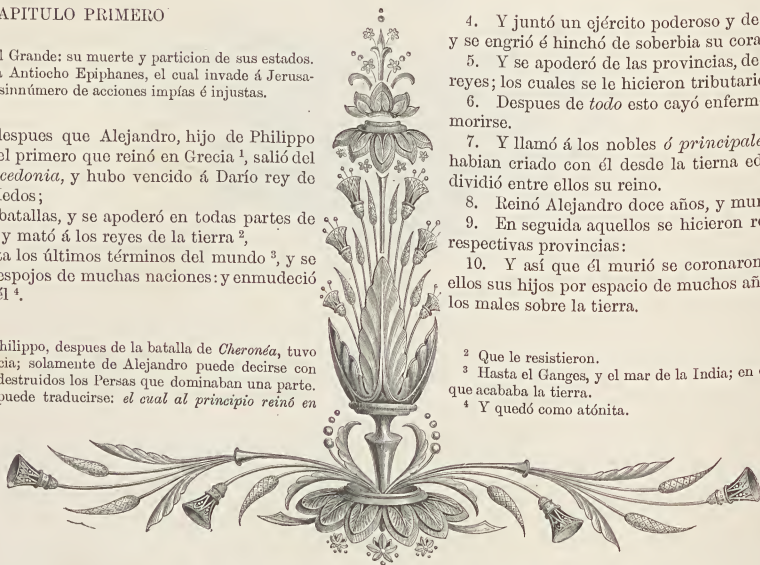 CAPITULO PRIMERO
l Grande: su muerte y particion de sus estados.
Antiocho Epiphanes, el cual invade á Jerusa-
sinnúmero de acciones impías é injustas.
despues que Alejandro, hijo de Philippo
el primero que reinó en Grecia ¹, salió del
cedonia, y hubo vencido á Darío rey de
edos;
batallas, y se apoderó en todas partes de
y mató á los reyes de la tierra ²,
ta los últimos términos del mundo ³, y se
espojos de muchas naciones: y enmudeció
él ⁴.
hilippo, despues de la batalla de Cheronéa, tuvo
cia; solamente de Alejandro puede decirse con
destruidos los Persas que dominaban una parte.
puede traducirse: el cual al principio reinó en
4. Y juntó un ejército poderoso y de
y se engrió é hinchó de soberbia su cora
5. Y se apoderó de las provincias, de
reyes; los cuales se le hicieron tributari
6. Despues de todo esto cayó enferm
morirse.
7. Y llamó á los nobles ó principale
habian criado con él desde la tierna ed
dividió entre ellos su reino.
8. Reinó Alejandro doce años, y mur
9. En seguida aquellos se hicieron r
respectivas provincias:
10. Y así que él murió se coronaron
ellos sus hijos por espacio de muchos añ
los males sobre la tierra.
² Que le resistieron.
³ Hasta el Ganges, y el mar de la India; en
que acababa la tierra.
⁴ Y quedó como atónita.